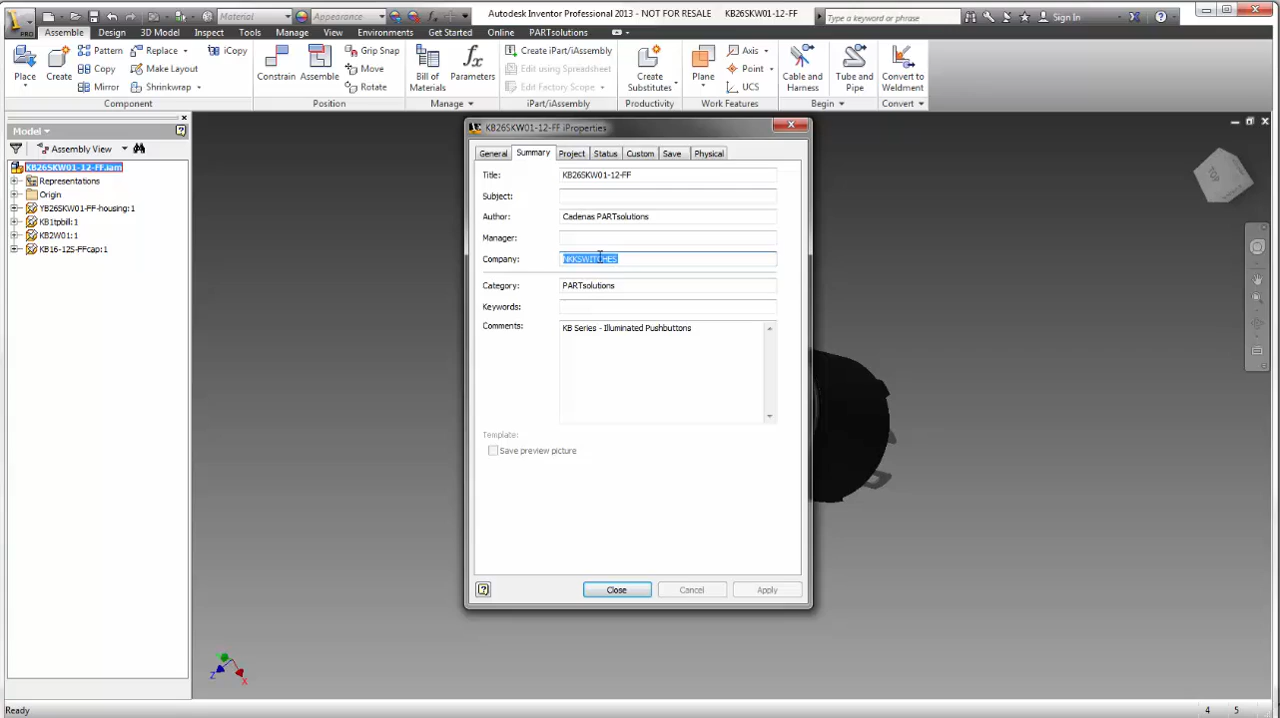 Material
Appearance
Autodesk Inventor Professional 2013 - NOT FOR RESALE KB26SKW01-12-FF
Type a keyword or phrase
Sign In
PRO
Assemble Design 3D Model Inspect Tools Manage View Environments Get Started Online PARTsolutions
Place
Create
Pattern
Copy
Mirror
Replace
Make Layout
Shrinkwrap
iCopy
Component
Constrain
Assemble
Grip Snap
Move
Rotate
Position
Bill of
Materials
Parameters
Manage
Create iPart/iAssembly
Edit using Spreadsheet
Edit Factory Scope
iPart/iAssembly
Create
Substitutes
Productivity
Plane
Axis
Point
UCS
Work Features
Cable and
Harness
Tube and
Pipe
Begin
Convert to
Weldment
Convert
Model
Assembly View
KB26SKW01-12-FF.iam
Representations
Origin
YB26SKW01-FF-housing:1
KB1tpbill:1
KB2W01:1
KB16-12S-FFcap:1
KB26SKW01-12-FF iProperties
General Summary Project Status Custom Save Physical
Title: KB26SKW01-12-FF
Subject:
Author: Cadenas PARTsolutions
Manager:
Company: NKKSWITCHES
Category: PARTsolutions
Keywords:
Comments: KB Series - Illuminated Pushbuttons
Template:
Save preview picture
Close Cancel Apply
Z
X
Ready
4 5